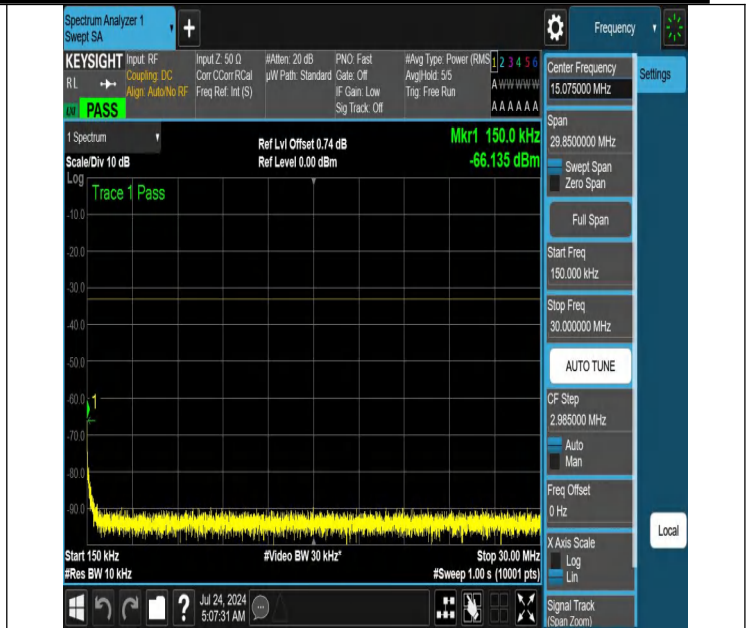 Spectrum Analyzer 1
Swept SA
+
Frequency
KEYSIGHT
RL
PASS
Input: RF
Coupling: DC
Align: Auto/No RF
Input Z: 50 Ω
Corr CCorr RCal
Freq Ref: Int (S)
#Atten: 20 dB
µW Path: Standard
PNO: Fast
Gate: Off
IF Gain: Low
Sig Track: Off
#Avg Type: Power (RMS
Avg|Hold: 5/5
Trig: Free Run
1 2 3 4 5 6
A W W W W W
A A A A A A
1 Spectrum
Scale/Div 10 dB
Ref Lvl Offset 0.74 dB
Ref Level 0.00 dBm
Mkr1 150.0 kHz
-66.135 dBm
Log
Trace 1 Pass
-10.0
-20.0
-30.0
-40.0
-50.0
-60.0
1
-70.0
-80.0
-90.0
Start 150 kHz
#Res BW 10 kHz
#Video BW 30 kHz*
Stop 30.00 MHz
#Sweep 1.00 s (10001 pts)
Jul 24, 2024
5:07:31 AM
?
Center Frequency
15.075000 MHz
Settings
Span
29.8500000 MHz
Swept Span
Zero Span
Full Span
Start Freq
150.000 kHz
Stop Freq
30.000000 MHz
AUTO TUNE
CF Step
2.985000 MHz
Auto
Man
Freq Offset
0 Hz
Local
X Axis Scale
Log
Lin
Signal Track
(Span Zoom)